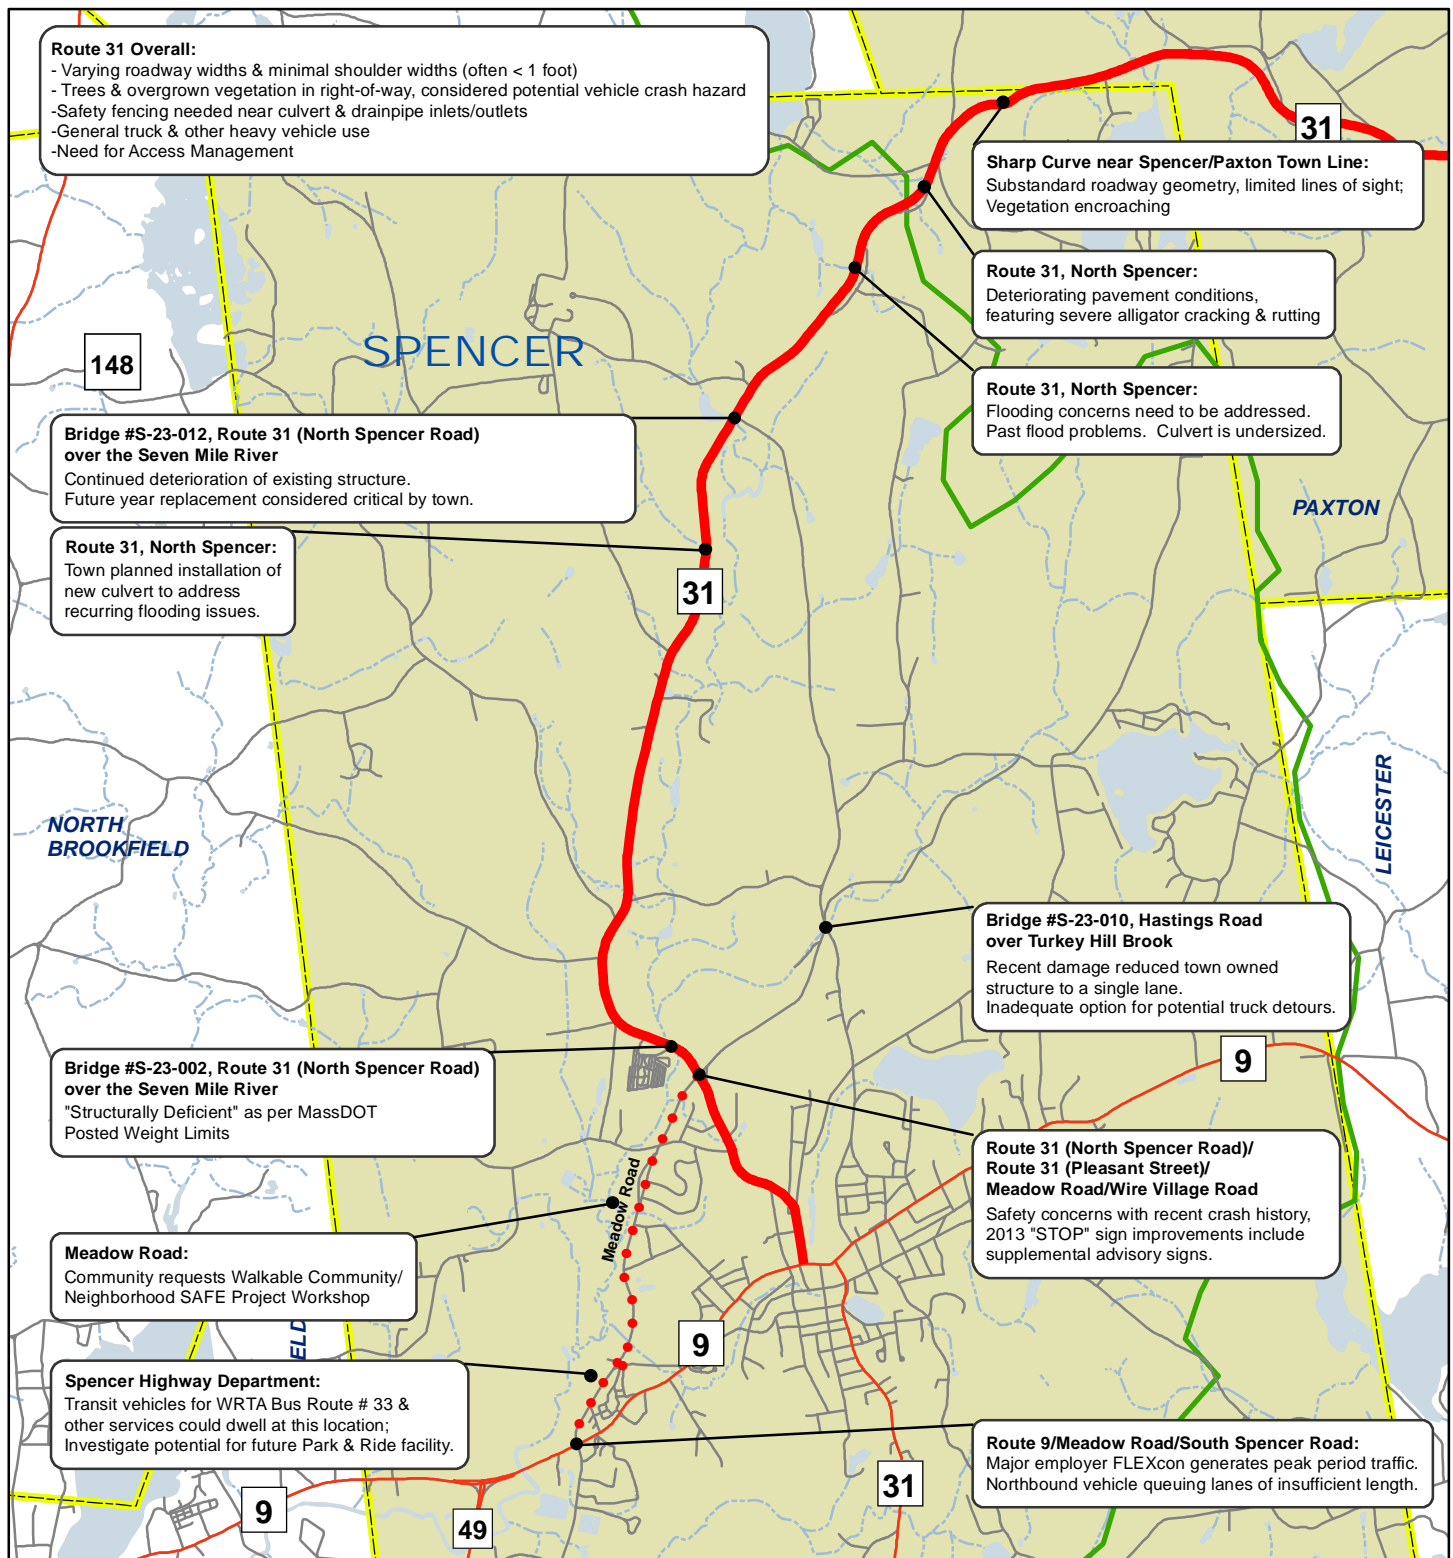 Route 31 Overall:
- Varying roadway widths & minimal shoulder widths (often < 1 foot)
- Trees & overgrown vegetation in right-of-way, considered potential vehicle crash hazard
-Safety fencing needed near culvert & drainpipe inlets/outlets
-General truck & other heavy vehicle use
-Need for Access Management
31
Sharp Curve near Spencer/Paxton Town Line:
Substandard roadway geometry, limited lines of sight;
Vegetation encroaching
Route 31, North Spencer:
Deteriorating pavement conditions,
featuring severe alligator cracking & rutting
SPENCER
148
Route 31, North Spencer:
Flooding concerns need to be addressed.
Past flood problems. Culvert is undersized.
Bridge #S-23-012, Route 31 (North Spencer Road)
over the Seven Mile River
Continued deterioration of existing structure.
Future year replacement considered critical by town.
PAXTON
Route 31, North Spencer:
Town planned installation of
new culvert to address
recurring flooding issues.
31
NORTH
BROOKFIELD
LEICESTER
Bridge #S-23-010, Hastings Road
over Turkey Hill Brook
Recent damage reduced town owned
structure to a single lane.
Inadequate option for potential truck detours.
9
Bridge #S-23-002, Route 31 (North Spencer Road)
over the Seven Mile River
"Structurally Deficient" as per MassDOT
Posted Weight Limits
Route 31 (North Spencer Road)/
Route 31 (Pleasant Street)/
Meadow Road/Wire Village Road
Safety concerns with recent crash history,
2013 "STOP" sign improvements include
supplemental advisory signs.
Meadow Road
Meadow Road:
Community requests Walkable Community/
Neighborhood SAFE Project Workshop
ELD
9
Spencer Highway Department:
Transit vehicles for WRTA Bus Route # 33 &
other services could dwell at this location;
Investigate potential for future Park & Ride facility.
Route 9/Meadow Road/South Spencer Road:
Major employer FLEXcon generates peak period traffic.
Northbound vehicle queuing lanes of insufficient length.
31
9
49